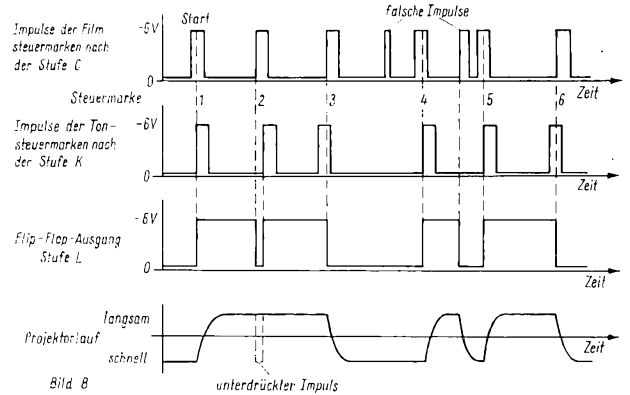 Start
falsche Impulse
Impulse der Film
steuermarken nach
der Stufe C
-6V
0
Zeit
Steuermarke
1 2 3 4 5 6
Impulse der Ton-
steuermarken nach
der Stufe K
-6V
0
Zeit
Flip-Flop-Ausgang
Stufe L
-6V
0
Zeit
langsam
Projektorlauf
schnell
Zeit
Bild 8
unterdrückter Impuls